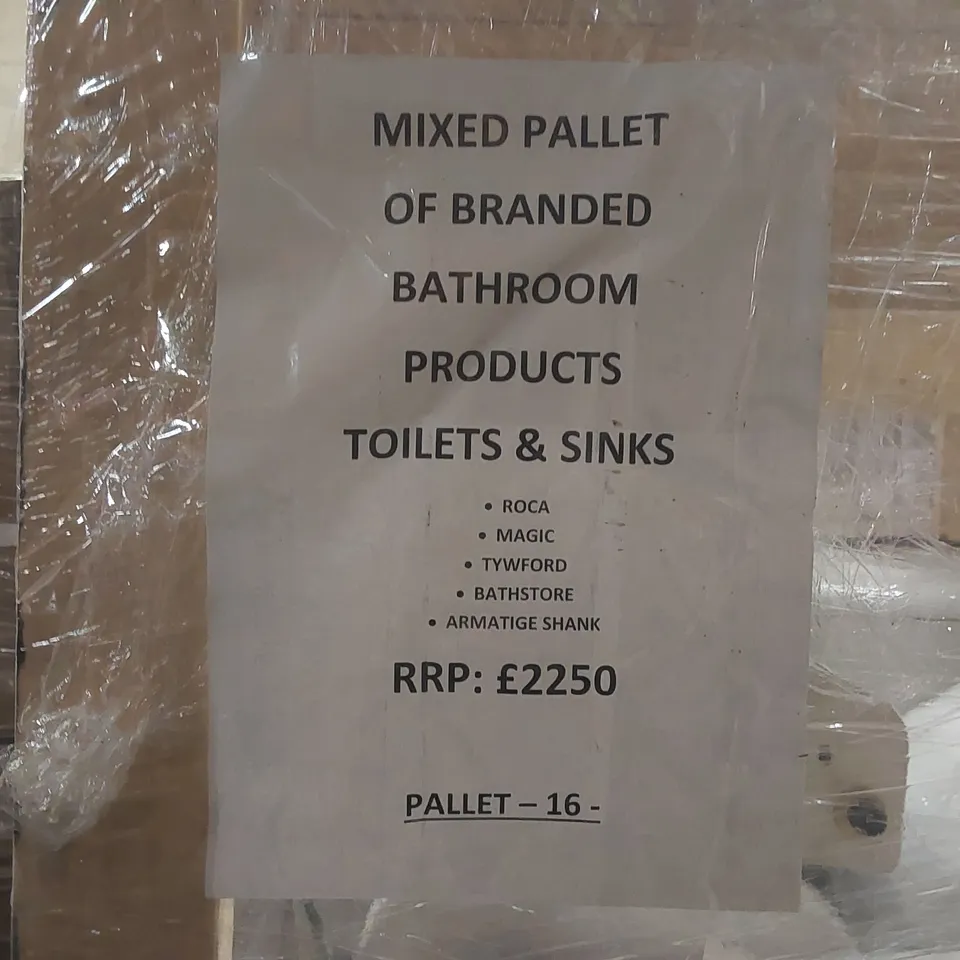 MIXED PALLET
OF BRANDED
BATHROOM
PRODUCTS
TOILETS & SINKS
• ROCA
• MAGIC
• TYWFORD
• BATHSTORE
• ARMATIGE SHANK
RRP: £2250
PALLET – 16 -